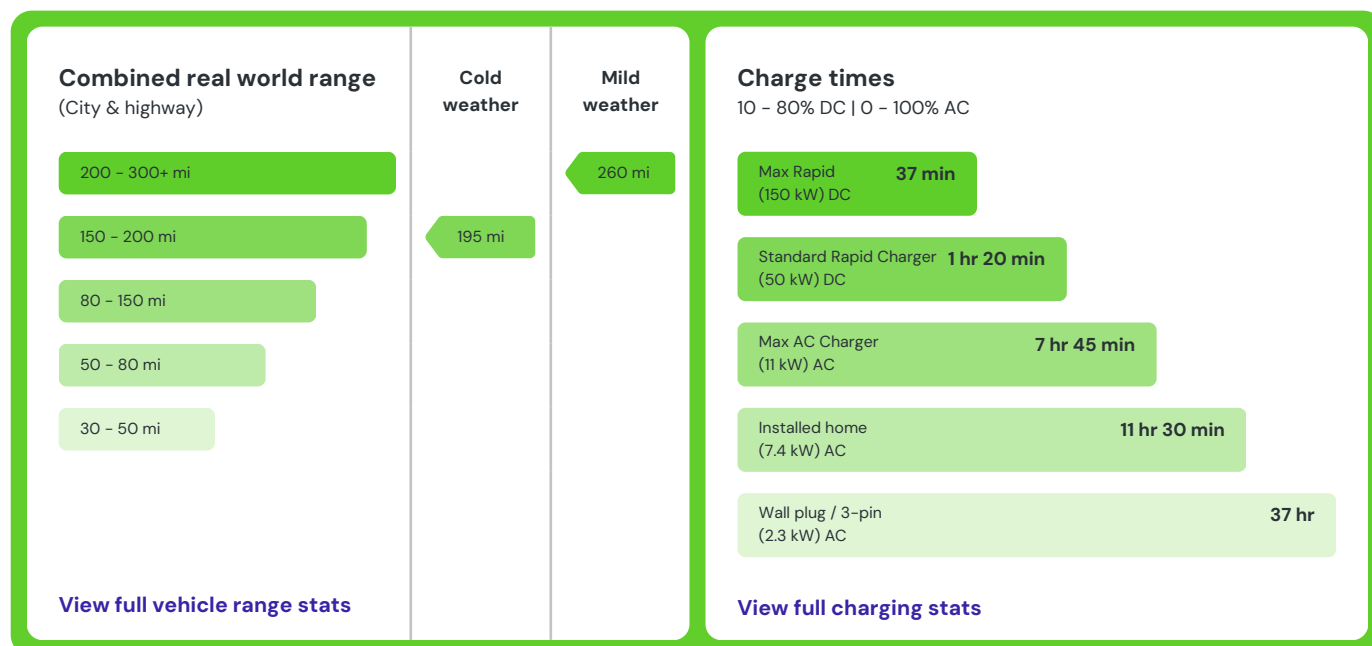 Combined real world range
(City & highway)
Cold
weather
Mild
weather
200 - 300+ mi
260 mi
150 - 200 mi
195 mi
80 - 150 mi
50 - 80 mi
30 - 50 mi
View full vehicle range stats
Charge times
10 - 80% DC | 0 - 100% AC
Max Rapid
(150 kW) DC
37 min
Standard Rapid Charger
(50 kW) DC
1 hr 20 min
Max AC Charger
(11 kW) AC
7 hr 45 min
Installed home
(7.4 kW) AC
11 hr 30 min
Wall plug / 3-pin
(2.3 kW) AC
37 hr
View full charging stats